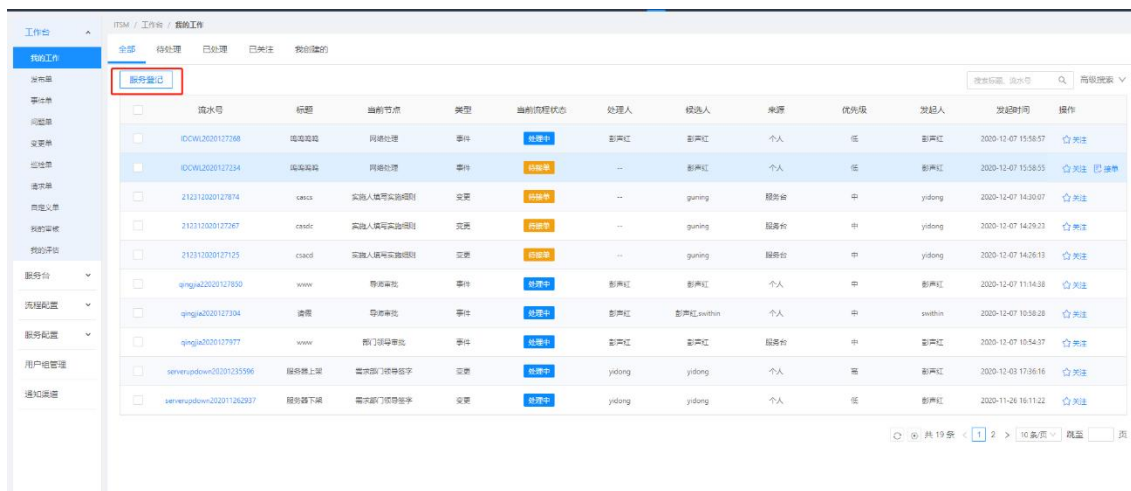 ITSM / 工作台 / 我的工作
工作台
我的工作
发布单
事件单
问题单
变更单
巡检单
请求单
自定义单
我的审核
我的评估
服务台
流程配置
服务配置
用户组管理
通知渠道
全部 待处理 已处理 已关注 我创建的
服务登记 搜索标题、流水号 高级搜索
流水号 标题 当前节点 类型 当前流程状态 处理人 候选人 来源 优先级 发起人 发起时间 操作
IDCWL2020127268 呜呜呜呜 网络处理 事件 处理中 彭声红 彭声红 个人 低 彭声红 2020-12-07 15:58:57 关注
IDCWL2020127234 呜呜呜呜 网络处理 事件 待接单 -- 彭声红 个人 低 彭声红 2020-12-07 15:58:55 关注 接单
212312020127874 cascs 实施人填写实施细则 变更 待接单 -- guning 服务台 中 yidong 2020-12-07 14:30:07 关注
212312020127267 casdc 实施人填写实施细则 变更 待接单 -- guning 服务台 中 yidong 2020-12-07 14:29:23 关注
212312020127125 csacd 实施人填写实施细则 变更 待接单 -- guning 服务台 中 yidong 2020-12-07 14:26:13 关注
qingjia22020127850 www 导师审批 事件 处理中 彭声红 彭声红 个人 中 彭声红 2020-12-07 11:14:38 关注
qingjia2020127304 请假 导师审批 事件 处理中 彭声红 彭声红,swithin 个人 中 swithin 2020-12-07 10:58:28 关注
qingjia2020127977 www 部门领导审批 事件 处理中 彭声红 彭声红 服务台 中 彭声红 2020-12-07 10:54:37 关注
serverupdown20201235596 服务器上架 需求部门领导签字 变更 处理中 yidong yidong 个人 高 彭声红 2020-12-03 17:36:16 关注
serverupdown202011262937 服务器下架 需求部门领导签字 变更 处理中 yidong yidong 个人 低 彭声红 2020-11-26 16:11:22 关注
共 19 条 < 1 2 > 10 条/页 跳至 页